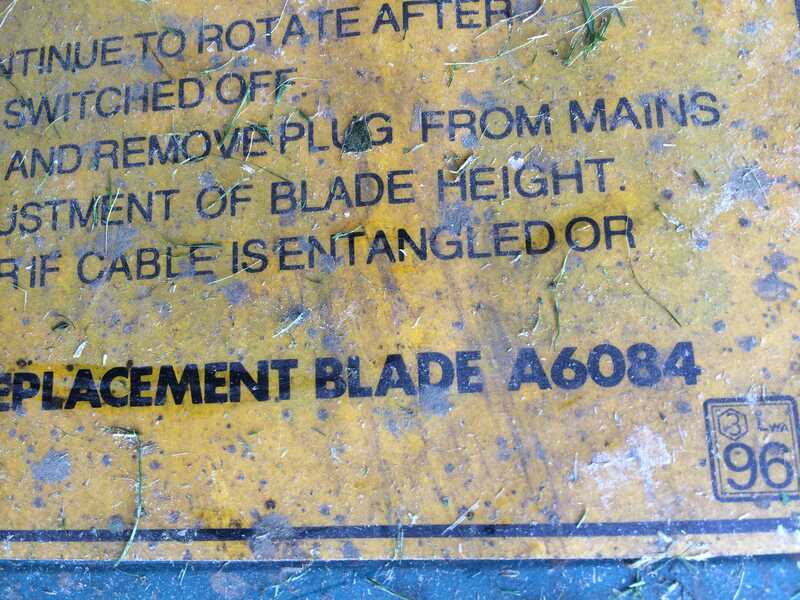 NTINUE TO ROTATE AFTER
SWITCHED OFF.
AND REMOVE PLUG FROM MAINS
USTMENT OF BLADE HEIGHT.
R IF CABLE IS ENTANGLED OR
EPLACEMENT BLADE A6084
3 LWA
96